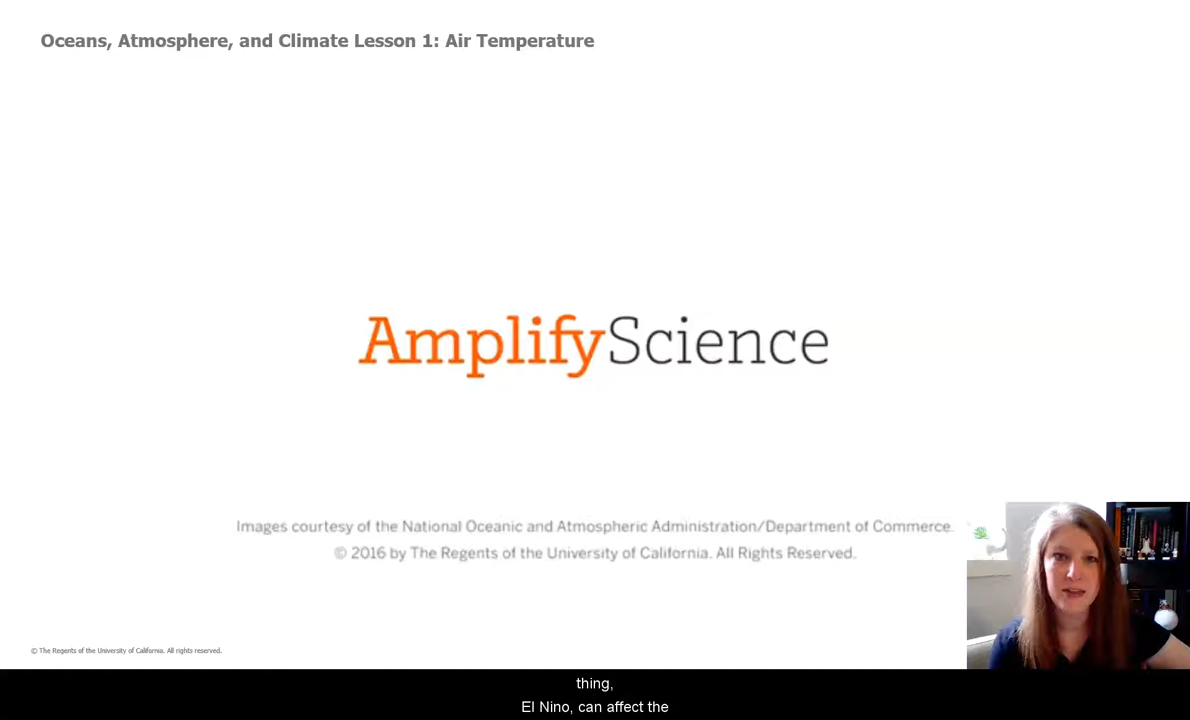 Oceans, Atmosphere, and Climate Lesson 1: Air Temperature
AmplifyScience
Images courtesy of the National Oceanic and Atmospheric Administration/Department of Commerce.
© 2016 by The Regents of the University of California. All Rights Reserved.
© The Regents of the University of California. All rights reserved.
thing,
El Nino, can affect the